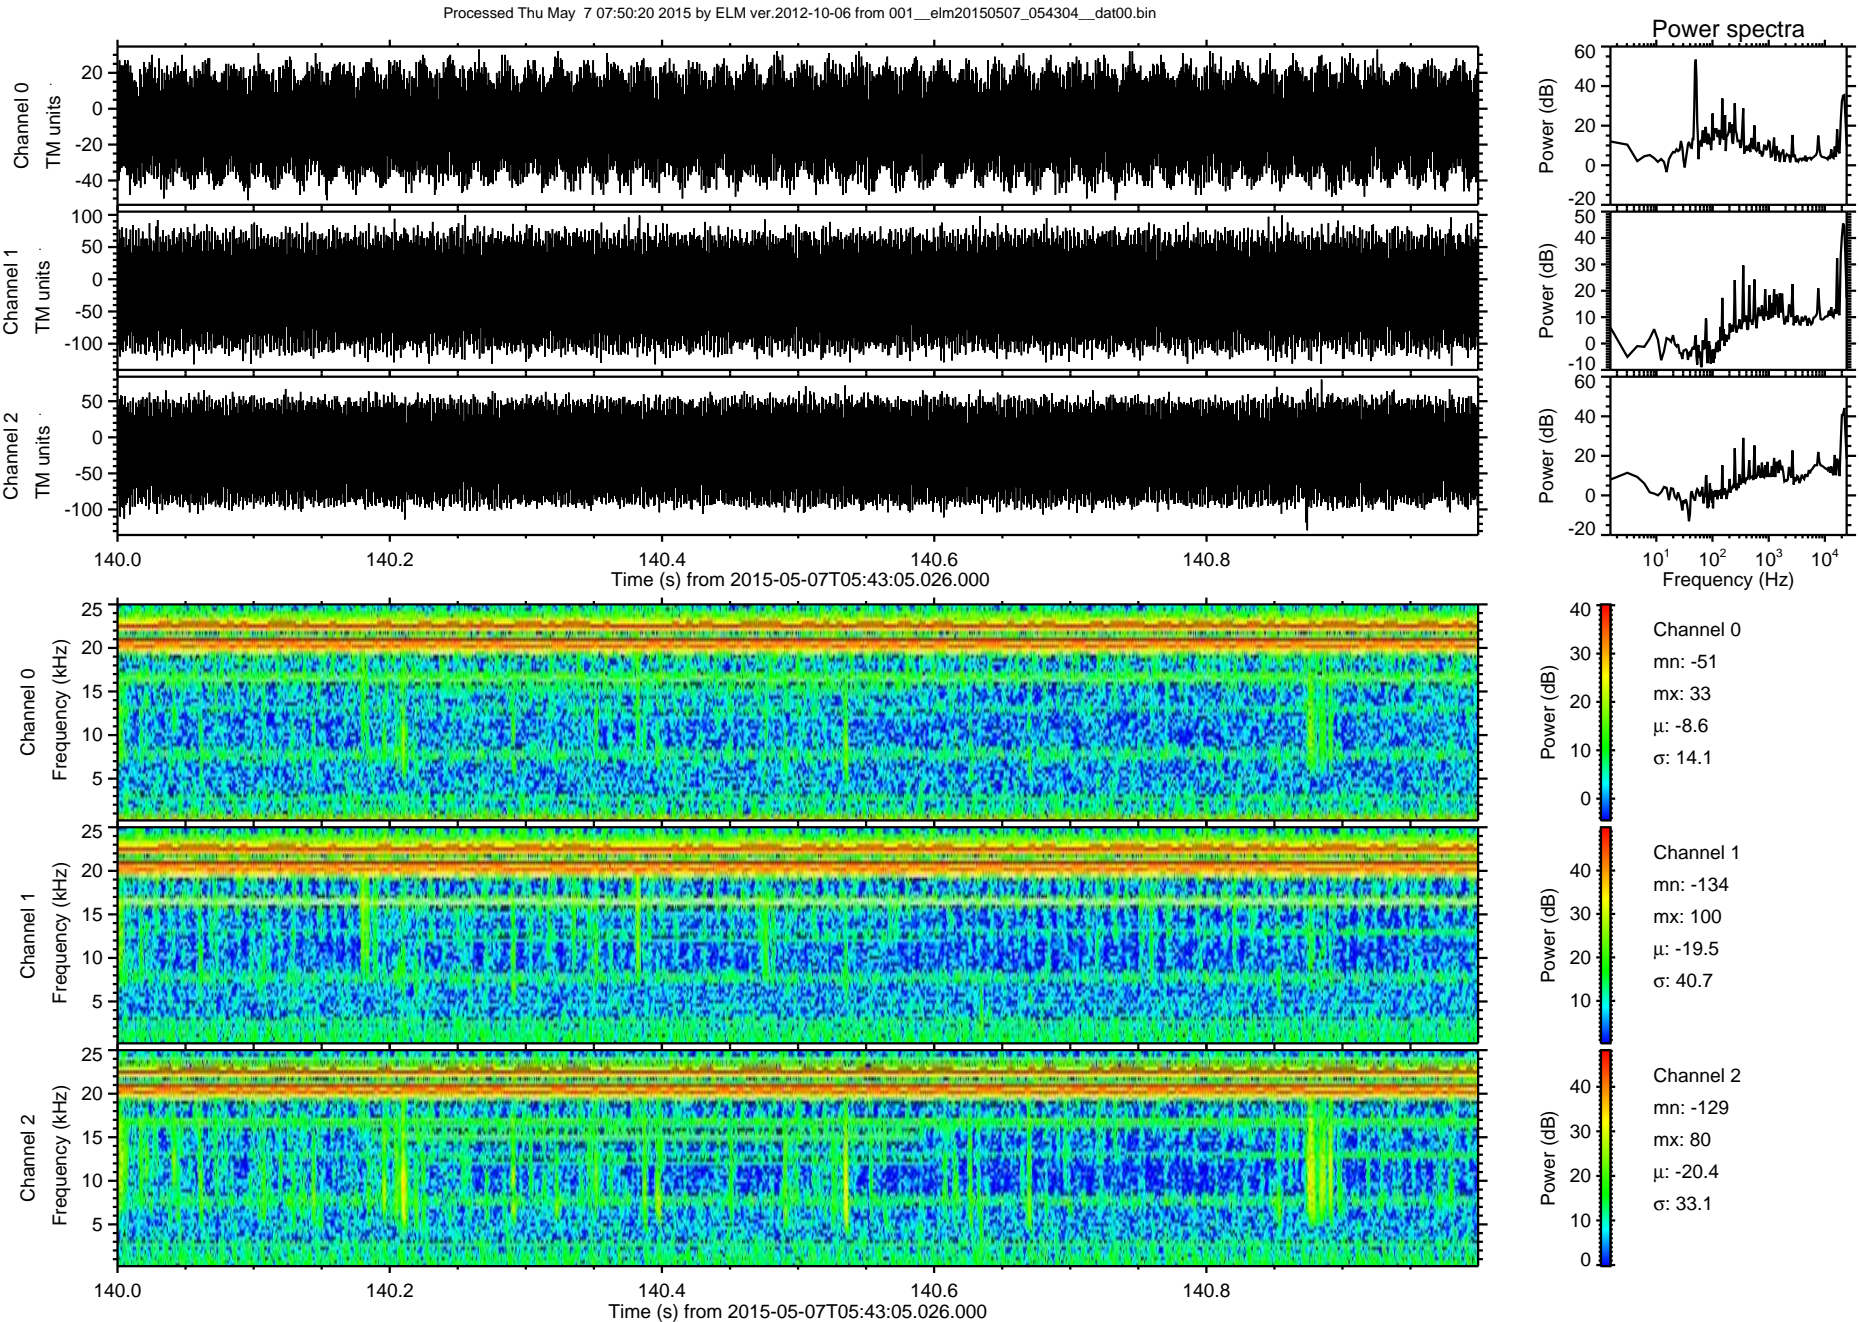 Processed Thu May 7 07:50:20 2015 by ELM ver.2012-10-06 from 001__elm20150507_054304__dat00.bin
Power spectra
Channel 0
TM units
20
0
-20
-40
Power (dB)
60
40
20
0
-20
Channel 1
TM units
100
50
0
-50
-100
Power (dB)
50
40
30
20
10
0
-10
Channel 2
TM units
50
0
-50
-100
Power (dB)
60
40
20
0
-20
140.0 140.2 140.4 140.6 140.8
Time (s) from 2015-05-07T05:43:05.026.000
10¹ 10² 10³ 10⁴
Frequency (Hz)
Channel 0
Frequency (kHz)
25
20
15
10
5
Power (dB)
40
30
20
10
0
Channel 0
mn: -51
mx: 33
μ: -8.6
σ: 14.1
Channel 1
Frequency (kHz)
25
20
15
10
5
Power (dB)
40
30
20
10
Channel 1
mn: -134
mx: 100
μ: -19.5
σ: 40.7
Channel 2
Frequency (kHz)
25
20
15
10
5
Power (dB)
40
30
20
10
0
Channel 2
mn: -129
mx: 80
μ: -20.4
σ: 33.1
140.0 140.2 140.4 140.6 140.8
Time (s) from 2015-05-07T05:43:05.026.000